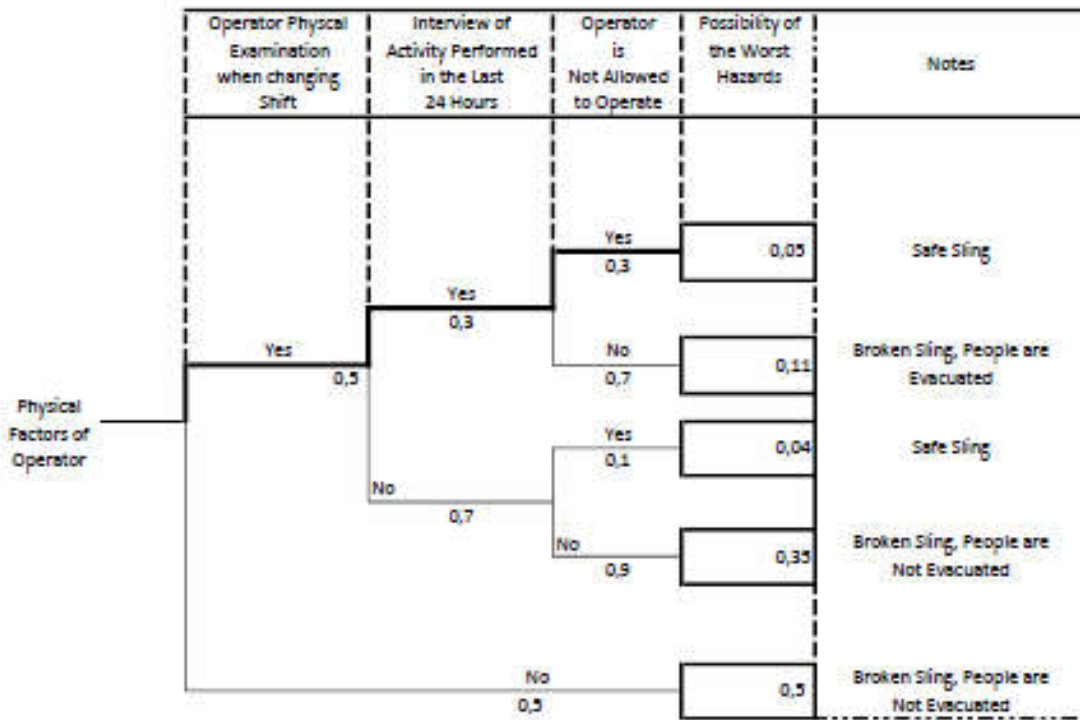 Operator Physcal
Examination
when changing
Shift
Interview of
Activity Performed
in the Last
24 Hours
Operator
is
Not Allowed
to Operate
Possibility of
the Worst
Hazards
Notes
Yes
0,3
0,05
Safe Sling
Yes
0,3
No
0,7
0,11
Broken Sling, People are
Evacuated
Yes
0,5
Physical
Factors of
Operator
Yes
0,1
0,04
Safe Sling
No
0,7
No
0,9
0,35
Broken Sling, People are
Not Evacuated
No
0,5
0,5
Broken Sling, People are
Not Evacuated